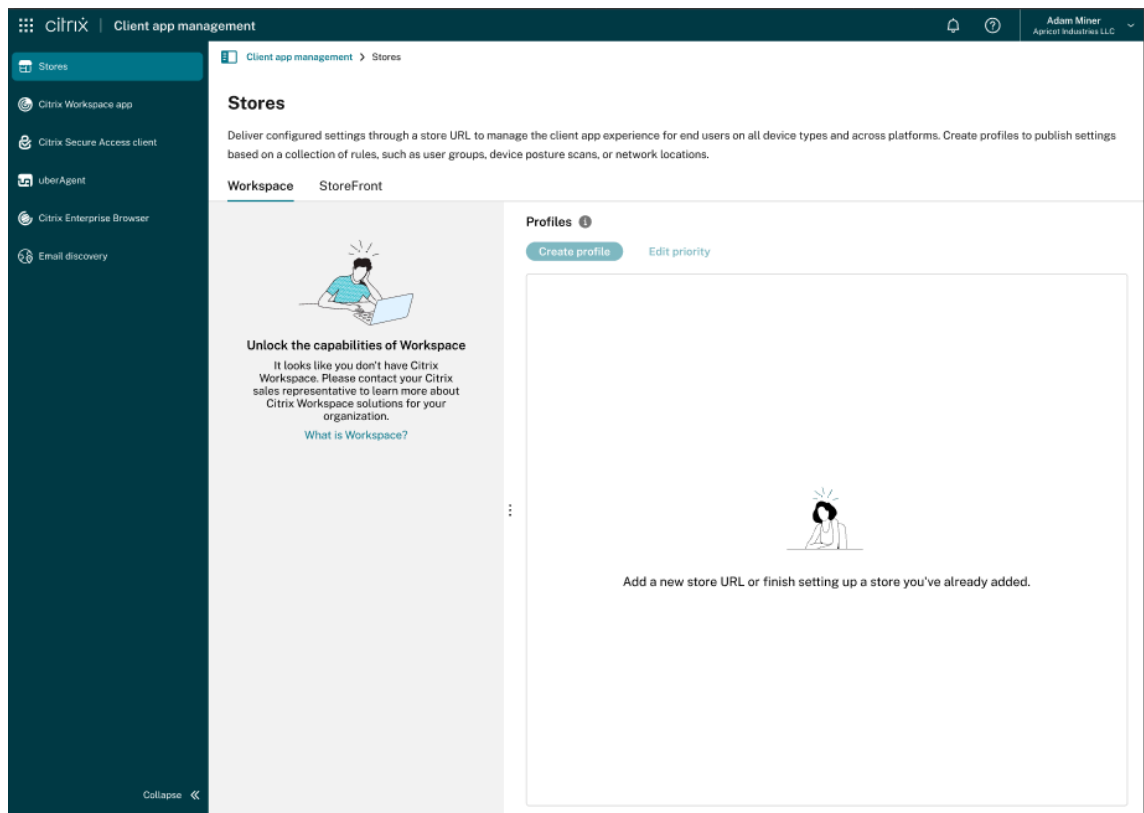 citrix | Client app management
Adam Miner
Apricot Industries LLC
Stores
Citrix Workspace app
Citrix Secure Access client
uberAgent
Citrix Enterprise Browser
Email discovery
Collapse
Client app management > Stores
Stores
Deliver configured settings through a store URL to manage the client app experience for end users on all device types and across platforms. Create profiles to publish settings
based on a collection of rules, such as user groups, device posture scans, or network locations.
Workspace StoreFront
Unlock the capabilities of Workspace
It looks like you don't have Citrix
Workspace. Please contact your Citrix
sales representative to learn more about
Citrix Workspace solutions for your
organization.
What is Workspace?
Profiles
Create profile Edit priority
Add a new store URL or finish setting up a store you've already added.